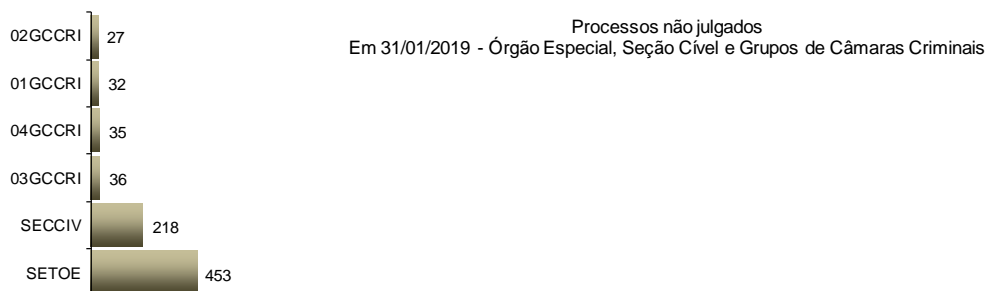 Processos não julgados
Em 31/01/2019 - Órgão Especial, Seção Cível e Grupos de Câmaras Criminais
02GCCRI 27
01GCCRI 32
04GCCRI 35
03GCCRI 36
SECCIV 218
SETOE 453